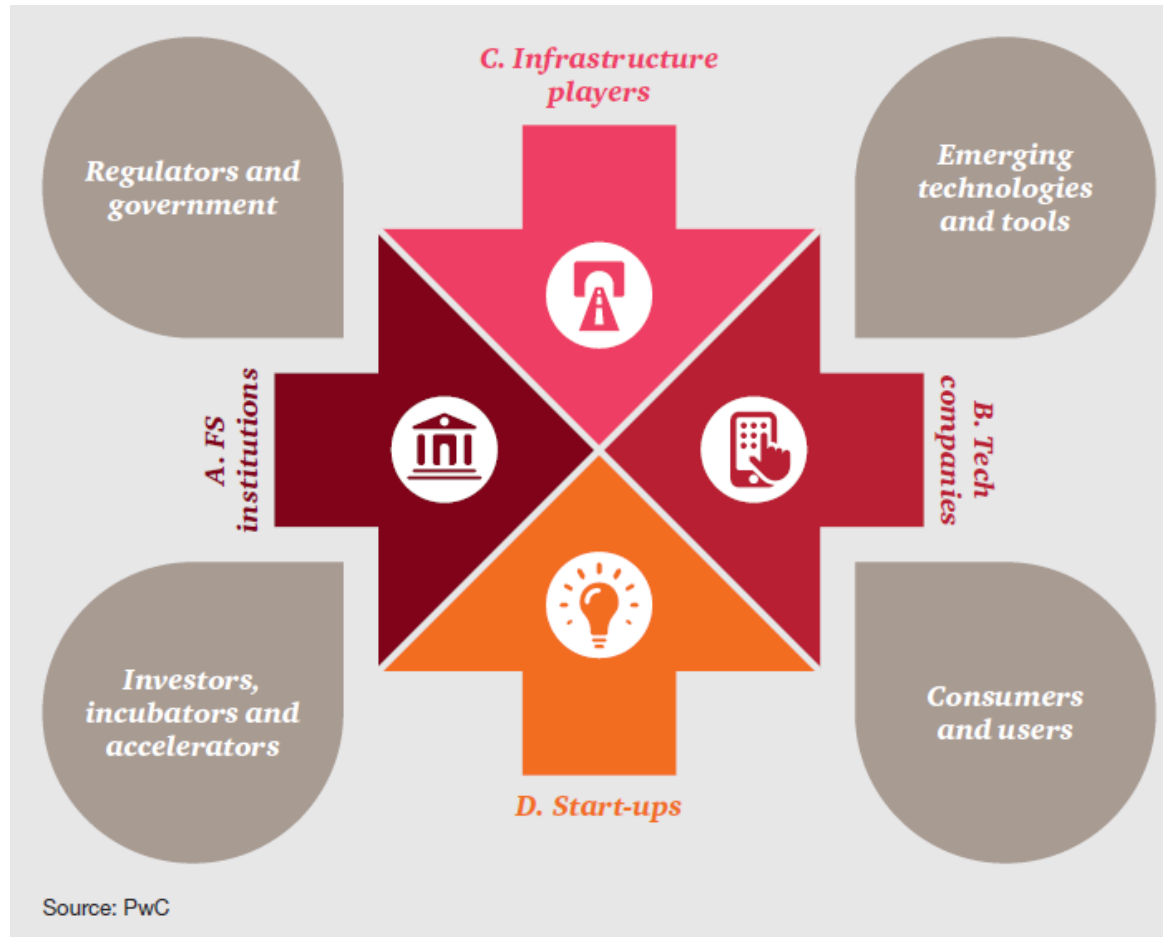 C. Infrastructure
players
Regulators and
government
Emerging
technologies
and tools
A. FS
institutions
B. Tech
companies
Investors,
incubators and
accelerators
Consumers
and users
D. Start-ups
Source: PwC